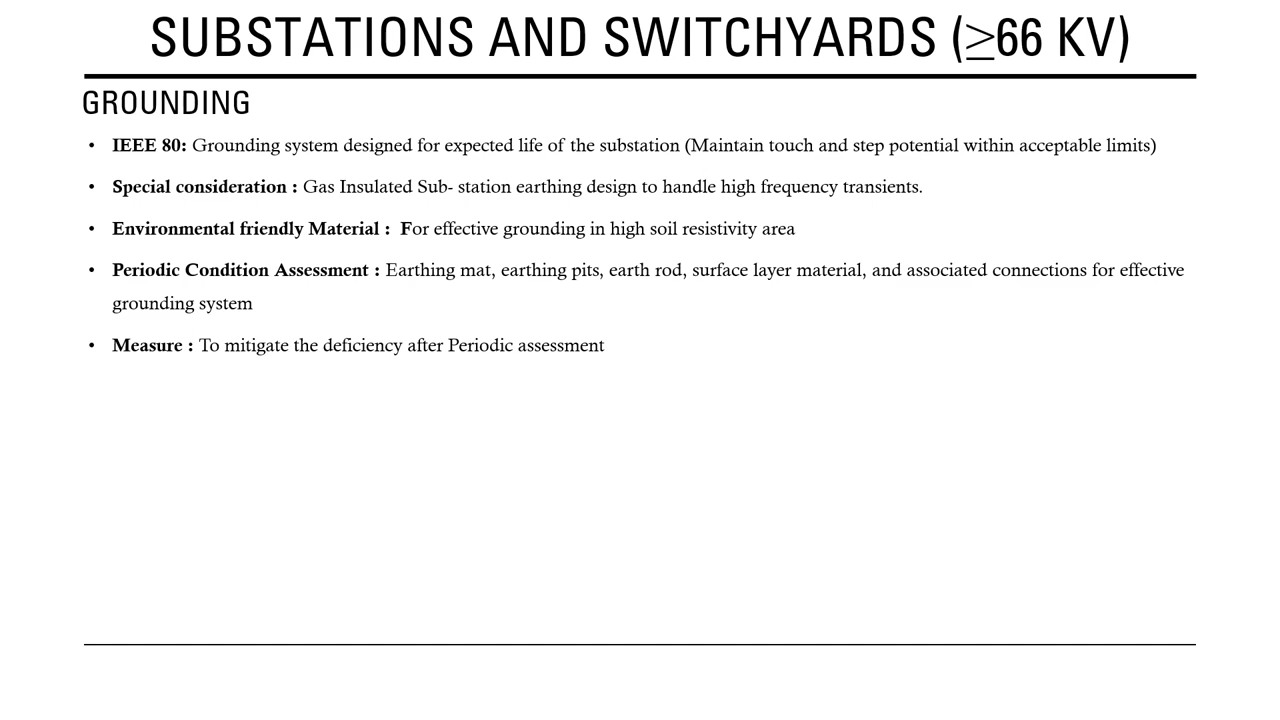 SUBSTATIONS AND SWITCHYARDS (≥66 KV)
GROUNDING
• IEEE 80: Grounding system designed for expected life of the substation (Maintain touch and step potential within acceptable limits)
• Special consideration : Gas Insulated Sub- station earthing design to handle high frequency transients.
• Environmental friendly Material : For effective grounding in high soil resistivity area
• Periodic Condition Assessment : Earthing mat, earthing pits, earth rod, surface layer material, and associated connections for effective
grounding system
• Measure : To mitigate the deficiency after Periodic assessment